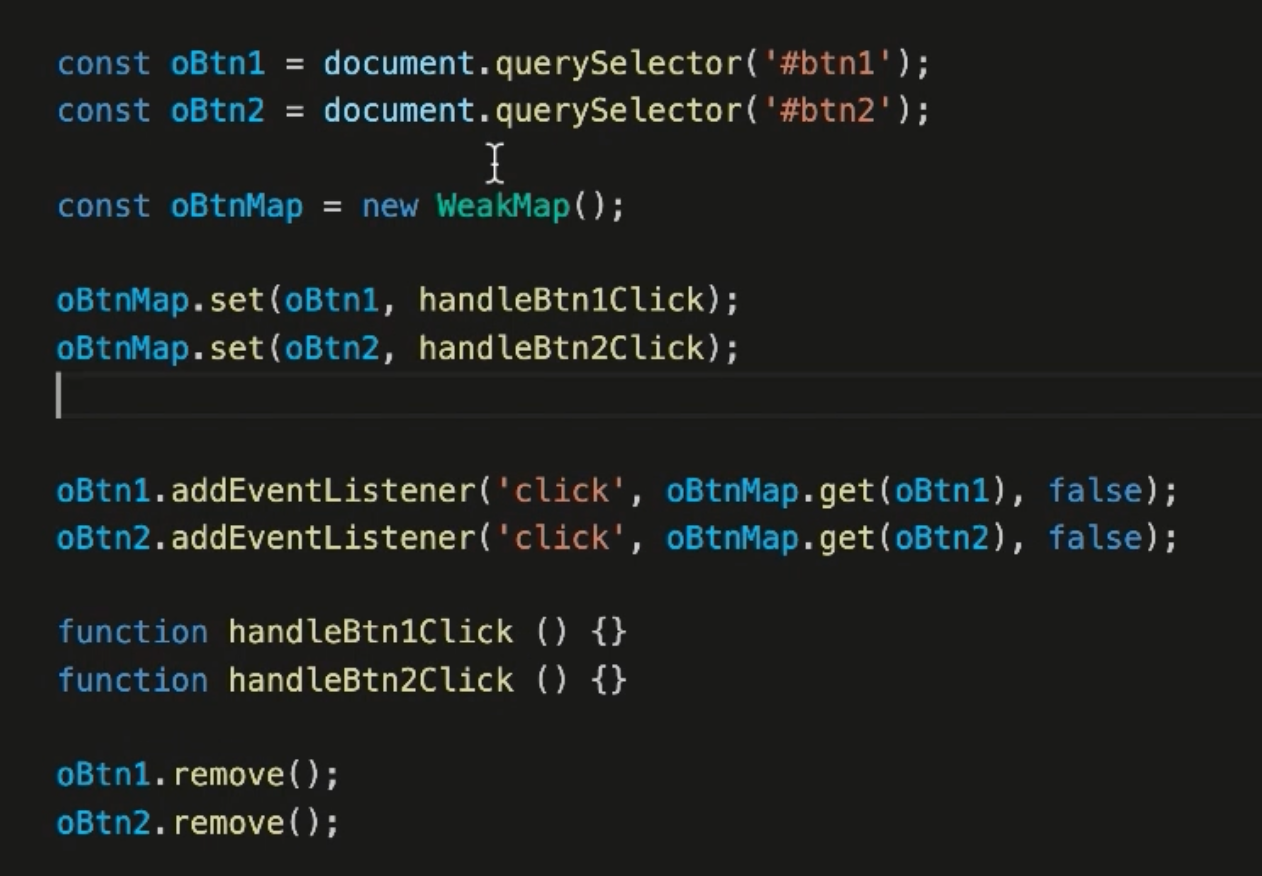 const oBtn1 = document.querySelector('#btn1');
const oBtn2 = document.querySelector('#btn2');
const oBtnMap = new WeakMap();
oBtnMap.set(oBtn1, handleBtn1Click);
oBtnMap.set(oBtn2, handleBtn2Click);
oBtn1.addEventListener('click', oBtnMap.get(oBtn1), false);
oBtn2.addEventListener('click', oBtnMap.get(oBtn2), false);
function handleBtn1Click () {}
function handleBtn2Click () {}
oBtn1.remove();
oBtn2.remove();